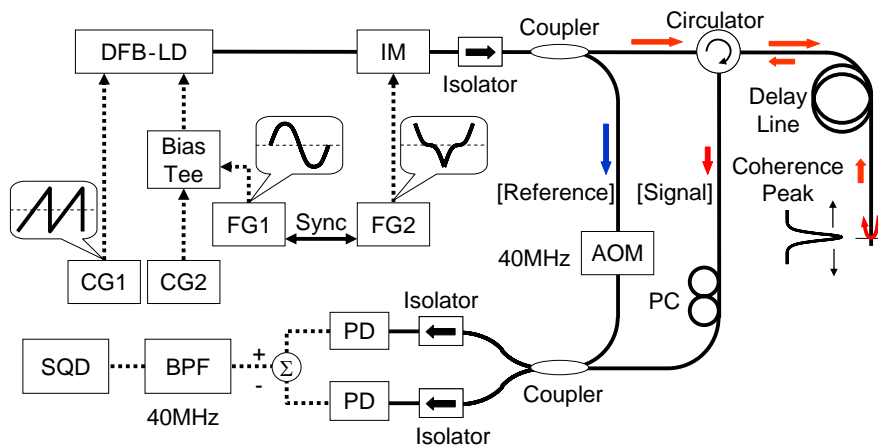 DFB-LD
IM
Isolator
Coupler
Circulator
Delay
Line
Bias
Tee
[Reference]
[Signal]
Coherence
Peak
FG1
Sync
FG2
CG1
CG2
40MHz
AOM
PC
Isolator
PD
SQD
BPF
+
Σ
-
40MHz
PD
Coupler
Isolator